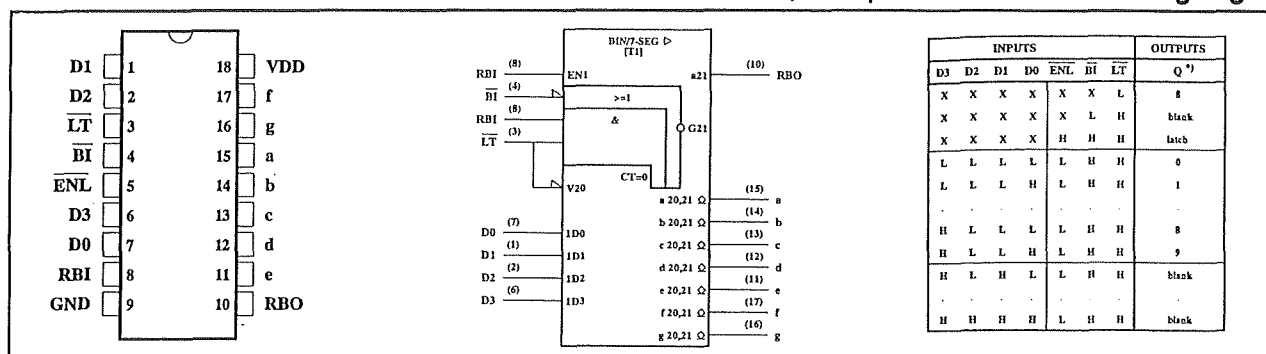 D1 1 18 VDD
D2 2 17 f
LT 3 16 g
BI 4 15 a
ENL 5 14 b
D3 6 13 c
D0 7 12 d
RBI 8 11 e
GND 9 10 RBO
BIN/7-SEG ▷
[T1]
RBI (8) EN1 a21 (10) RBO
BI (4) >=1
RBI (8) & G21
LT (3)
CT=0
V20
a 20,21 Ω (15) a
b 20,21 Ω (14) b
D0 (7) 1D0 c 20,21 Ω (13) c
D1 (1) 1D1 d 20,21 Ω (12) d
D2 (2) 1D2 e 20,21 Ω (11) e
D3 (6) 1D3 f 20,21 Ω (17) f
g 20,21 Ω (16) g
INPUTS OUTPUTS
D3 D2 D1 D0 ENL BI LT Q *)
X X X X X X L 8
X X X X X L H blank
X X X X H H H latch
L L L L L H H 0
L L L H L H H 1
. . . . . . . .
H L L L L H H 8
H L L H L H H 9
H L H L L H H blank
. . . . . . . .
H H H H L H H blank